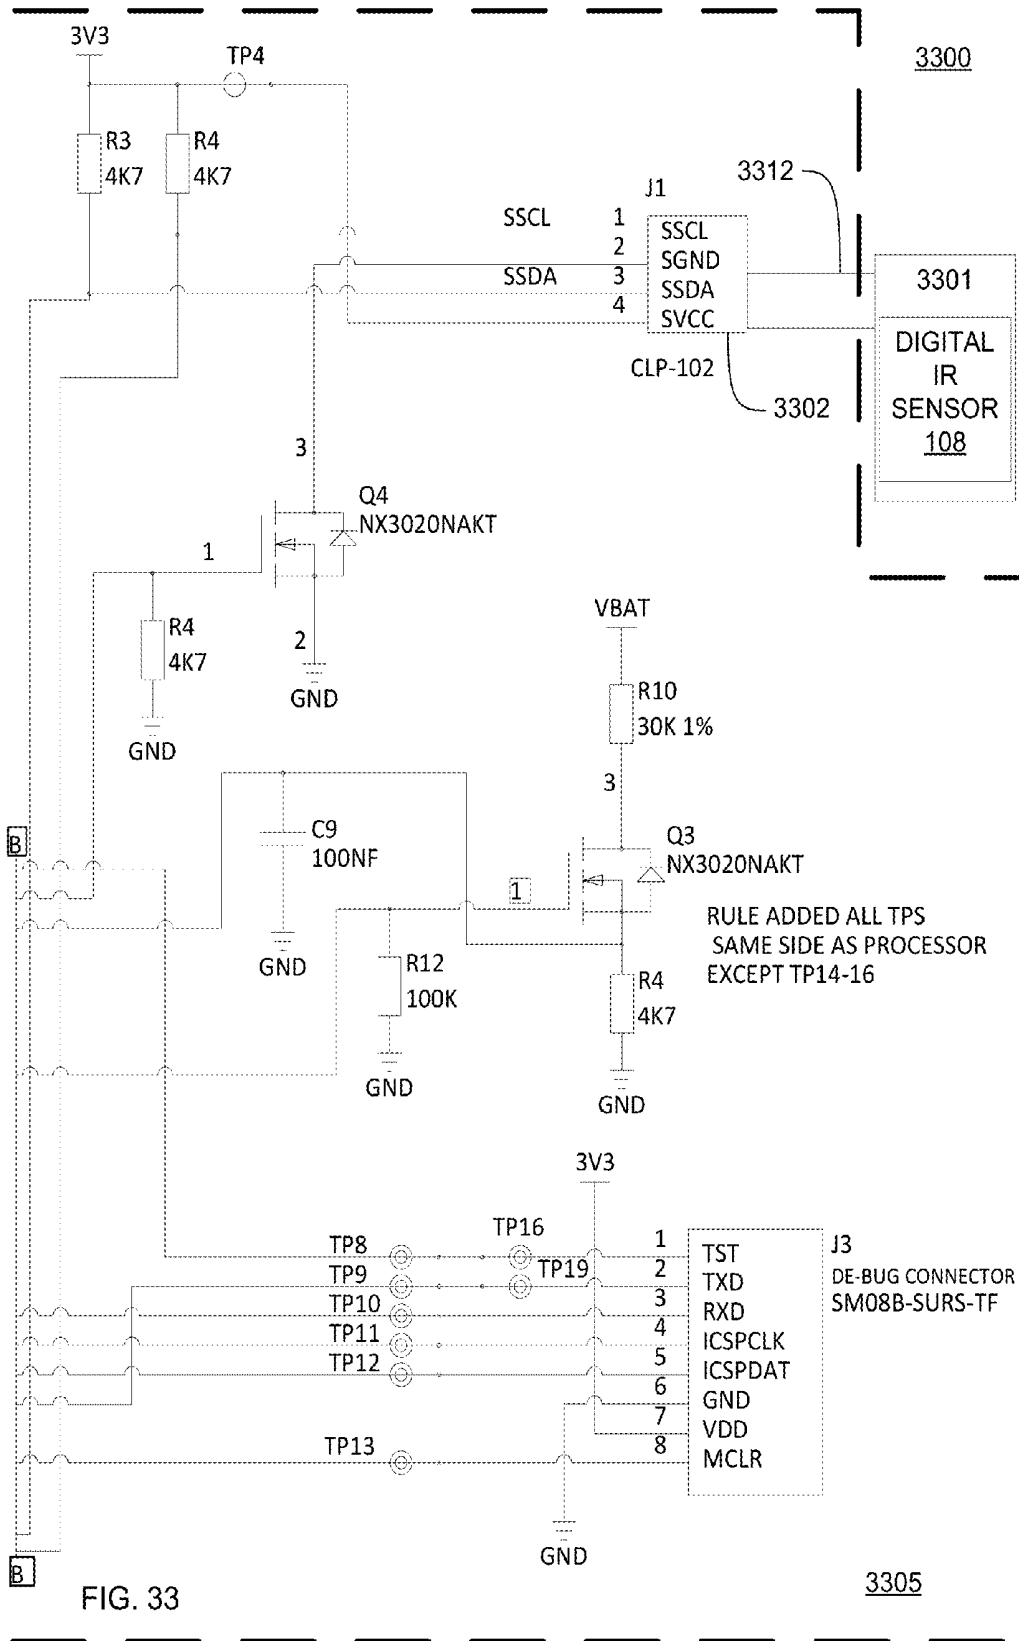 3V3
TP4
3300
R3
4K7
R4
4K7
3312
J1
SSCL
1
SSCL
2
SGND
SSDA
3
SSDA
4
SVCC
3301
DIGITAL
IR
SENSOR
108
CLP-102
3302
3
Q4
NX3020NAKT
1
2
R4
4K7
GND
GND
VBAT
R10
30K 1%
3
B
C9
100NF
GND
Q3
NX3020NAKT
1
RULE ADDED ALL TPS
SAME SIDE AS PROCESSOR
EXCEPT TP14-16
R12
100K
GND
R4
4K7
GND
3V3
TP8
TP16
1
TST
TP9
TP19
2
TXD
TP10
3
RXD
TP11
4
ICSPCLK
TP12
5
ICSPDAT
6
GND
7
VDD
TP13
8
MCLR
J3
DE-BUG CONNECTOR
SM08B-SURS-TF
GND
B
FIG. 33
3305